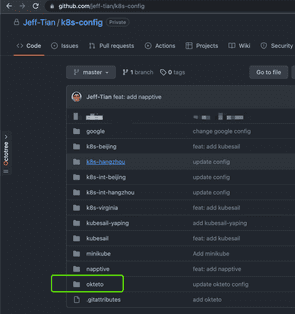 github.com/jeff-tian/k8s-config
Jeff-Tian / k8s-config Private
Code Issues Pull requests Actions Projects Wiki Security
master 1 branch 0 tags Go to file
Jeff-Tian feat: add napptive
google change google config
k8s-beijing feat: add kubesail
k8s-hangzhou update config
k8s-int-beijing update config
k8s-int-hangzhou update config
k8s-virginia feat: add kubesail
kubesail-yaping add kubesail-yaping
kubesail feat: add kubesail
minikube Add minikube
napptive feat: add napptive
okteto update okteto config
.gitattributes add okteto
Octotree